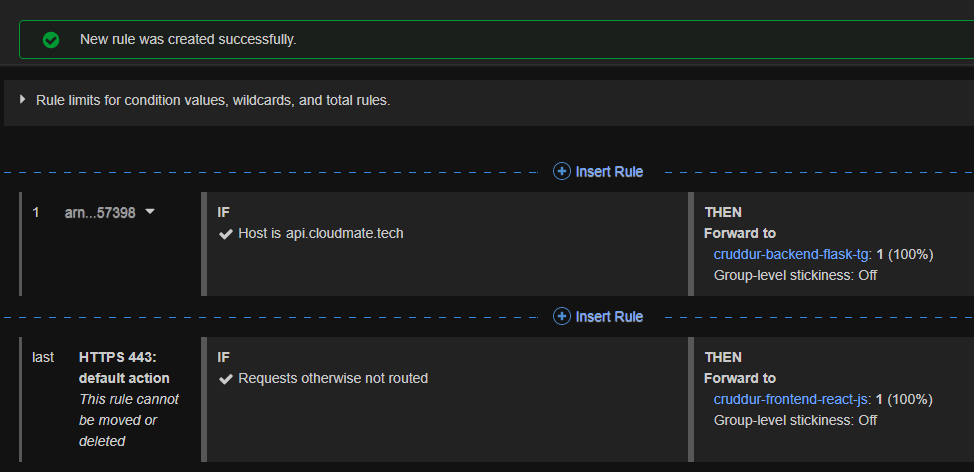 New rule was created successfully.
Rule limits for condition values, wildcards, and total rules.
Insert Rule
1 arn...57398
IF
Host is api.cloudmate.tech
THEN
Forward to
cruddur-backend-flask-tg: 1 (100%)
Group-level stickiness: Off
Insert Rule
last
HTTPS 443:
default action
This rule cannot
be moved or
deleted
IF
Requests otherwise not routed
THEN
Forward to
cruddur-frontend-react-js: 1 (100%)
Group-level stickiness: Off